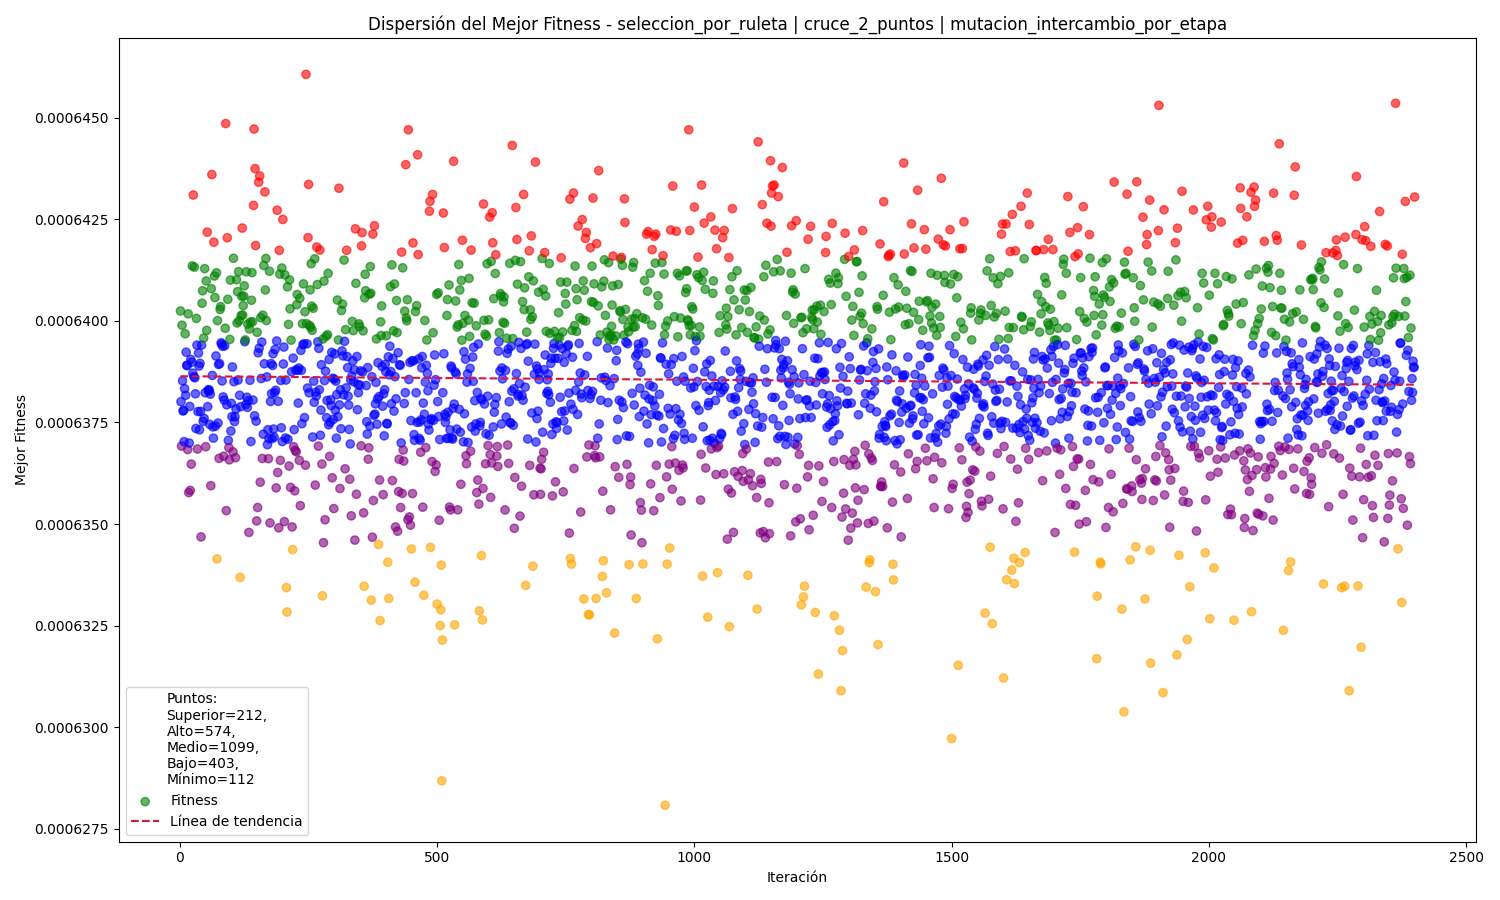 Dispersión del Mejor Fitness - seleccion_por_ruleta | cruce_2_puntos | mutacion_intercambio_por_etapa
Mejor Fitness
0.0006450
0.0006425
0.0006400
0.0006375
0.0006350
0.0006325
0.0006300
0.0006275
Puntos:
Superior=212,
Alto=574,
Medio=1099,
Bajo=403,
Mínimo=112
Fitness
Línea de tendencia
0 500 1000 1500 2000 2500
Iteración